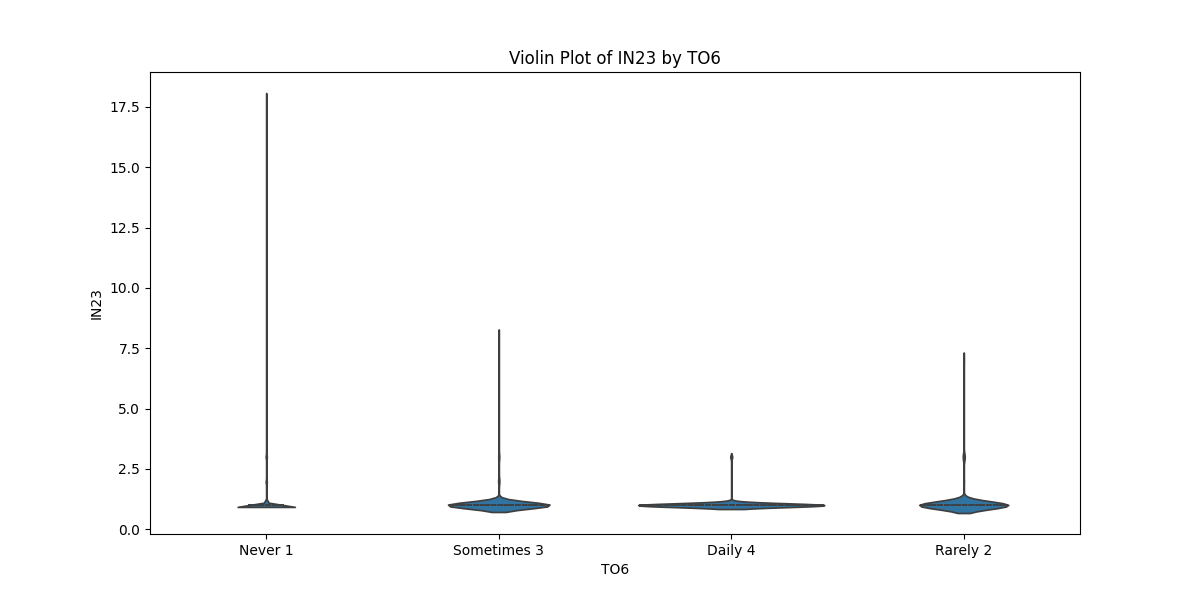 Violin Plot of IN23 by TO6
17.5
15.0
12.5
10.0
7.5
5.0
2.5
0.0
IN23
Never 1
Sometimes 3
Daily 4
Rarely 2
TO6